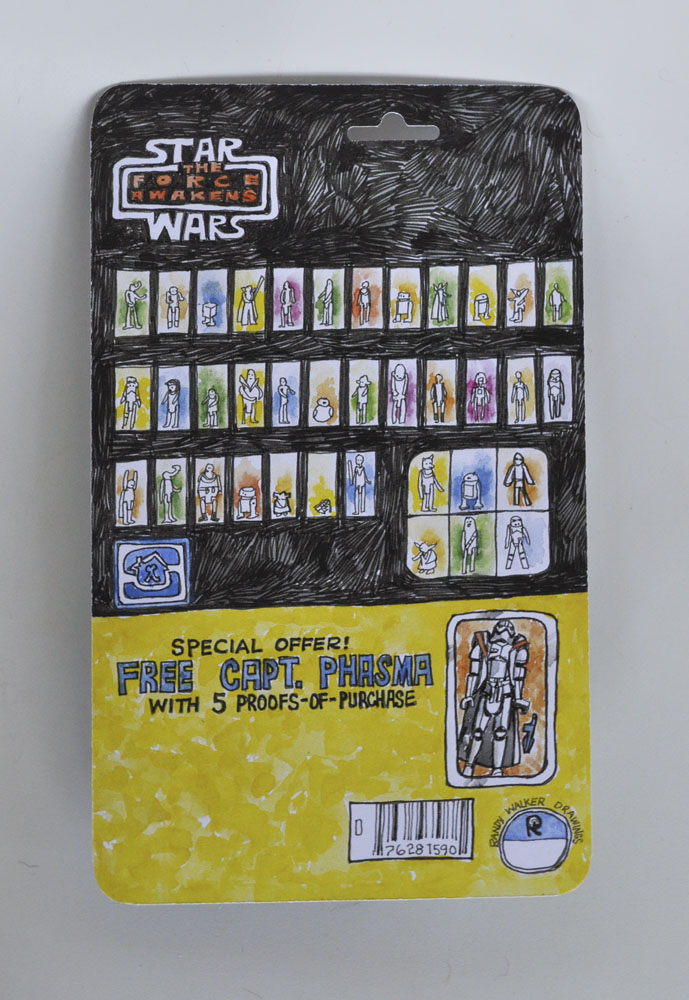 STAR
THE
FORCE
AWAKENS
WARS
SPECIAL OFFER!
FREE CAPT. PHASMA
WITH 5 PROOFS-OF-PURCHASE
76281590
RANDY WALKER DRAWINGS
R